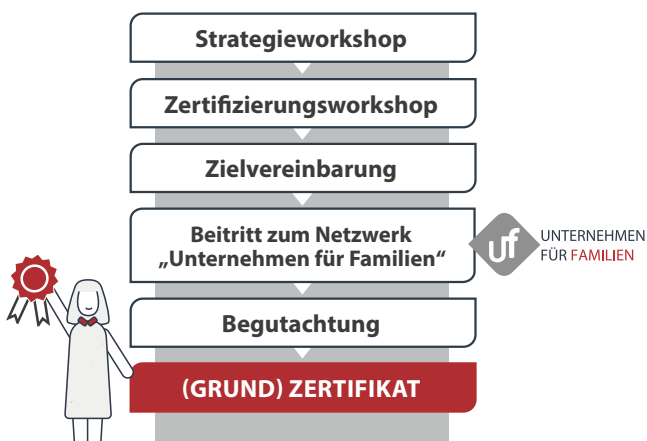 Strategieworkshop
Zertifizierungsworkshop
Zielvereinbarung
Beitritt zum Netzwerk
„Unternehmen für Familien“
uf
UNTERNEHMEN
FÜR FAMILIEN
Begutachtung
(GRUND) ZERTIFIKAT